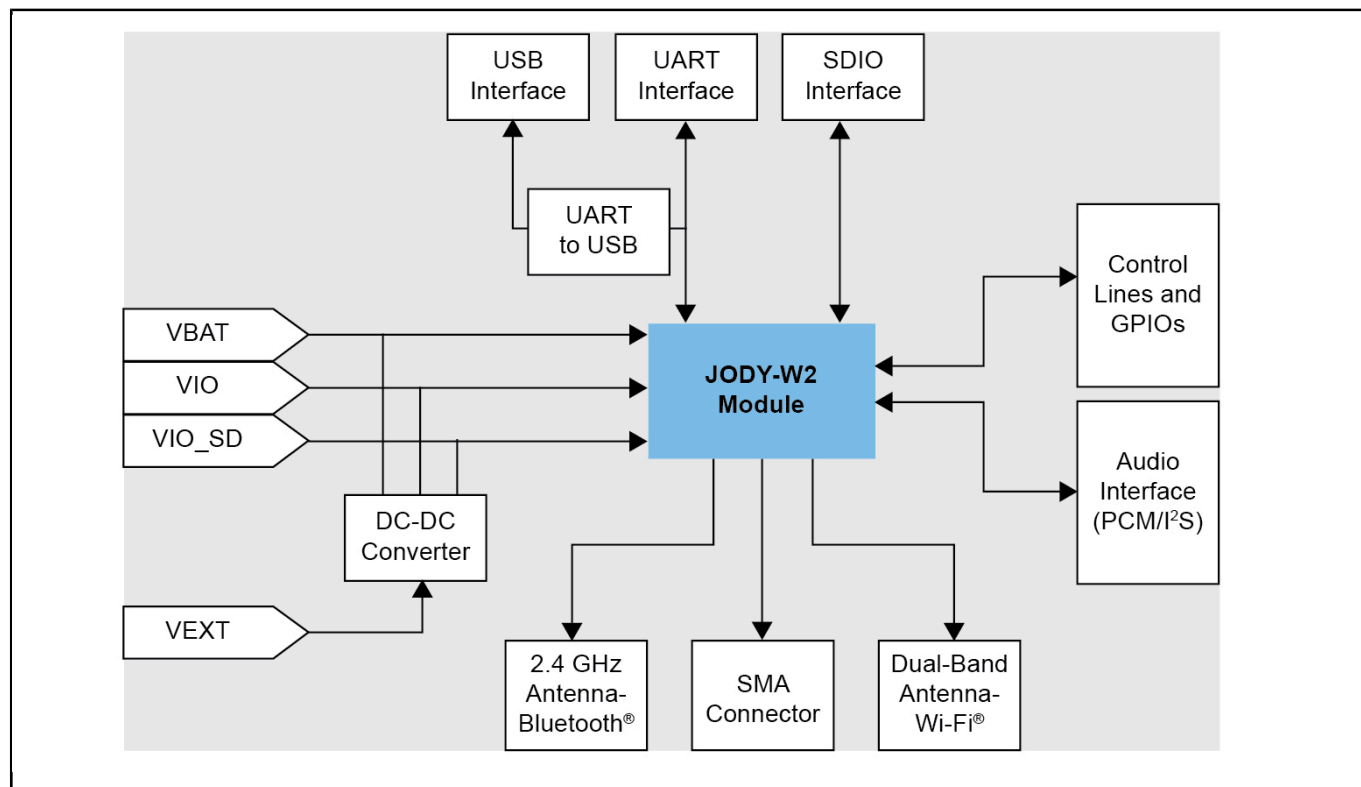 USB
Interface
UART
Interface
SDIO
Interface
UART
to USB
Control
Lines and
GPIOs
VBAT
VIO
VIO_SD
JODY-W2
Module
Audio
Interface
(PCM/I²S)
DC-DC
Converter
VEXT
2.4 GHz
Antenna-
Bluetooth®
SMA
Connector
Dual-Band
Antenna-
Wi-Fi®